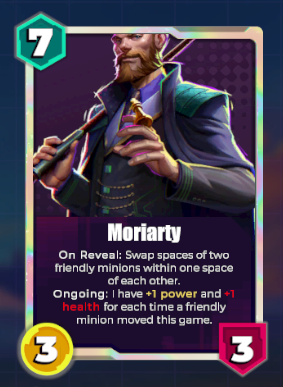 7
Moriarty
On Reveal: Swap spaces of two
friendly minions within one space
of each other.
Ongoing: I have +1 power and +1
health for each time a friendly
minion moved this game.
3
3